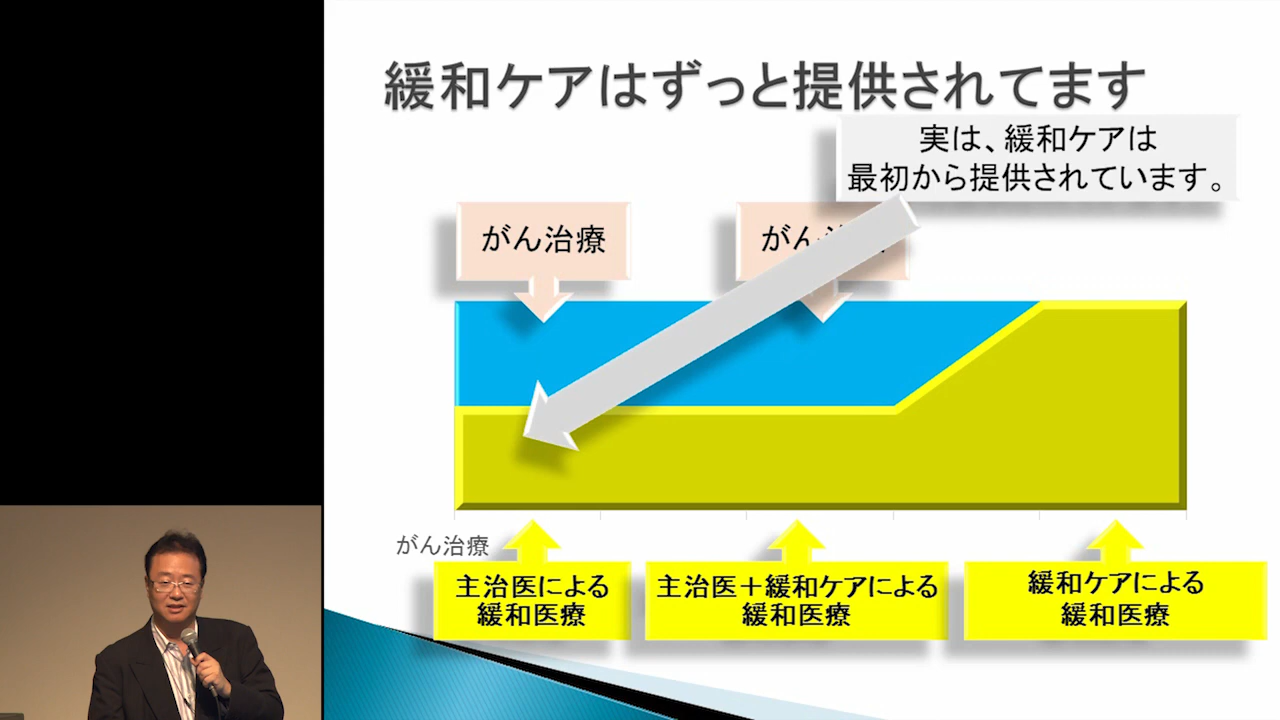 緩和ケアはずっと提供されてます
実は、緩和ケアは
最初から提供されています。
がん治療
がん
がん治療
主治医による
緩和医療
主治医＋緩和ケアによる
緩和医療
緩和ケアによる
緩和医療